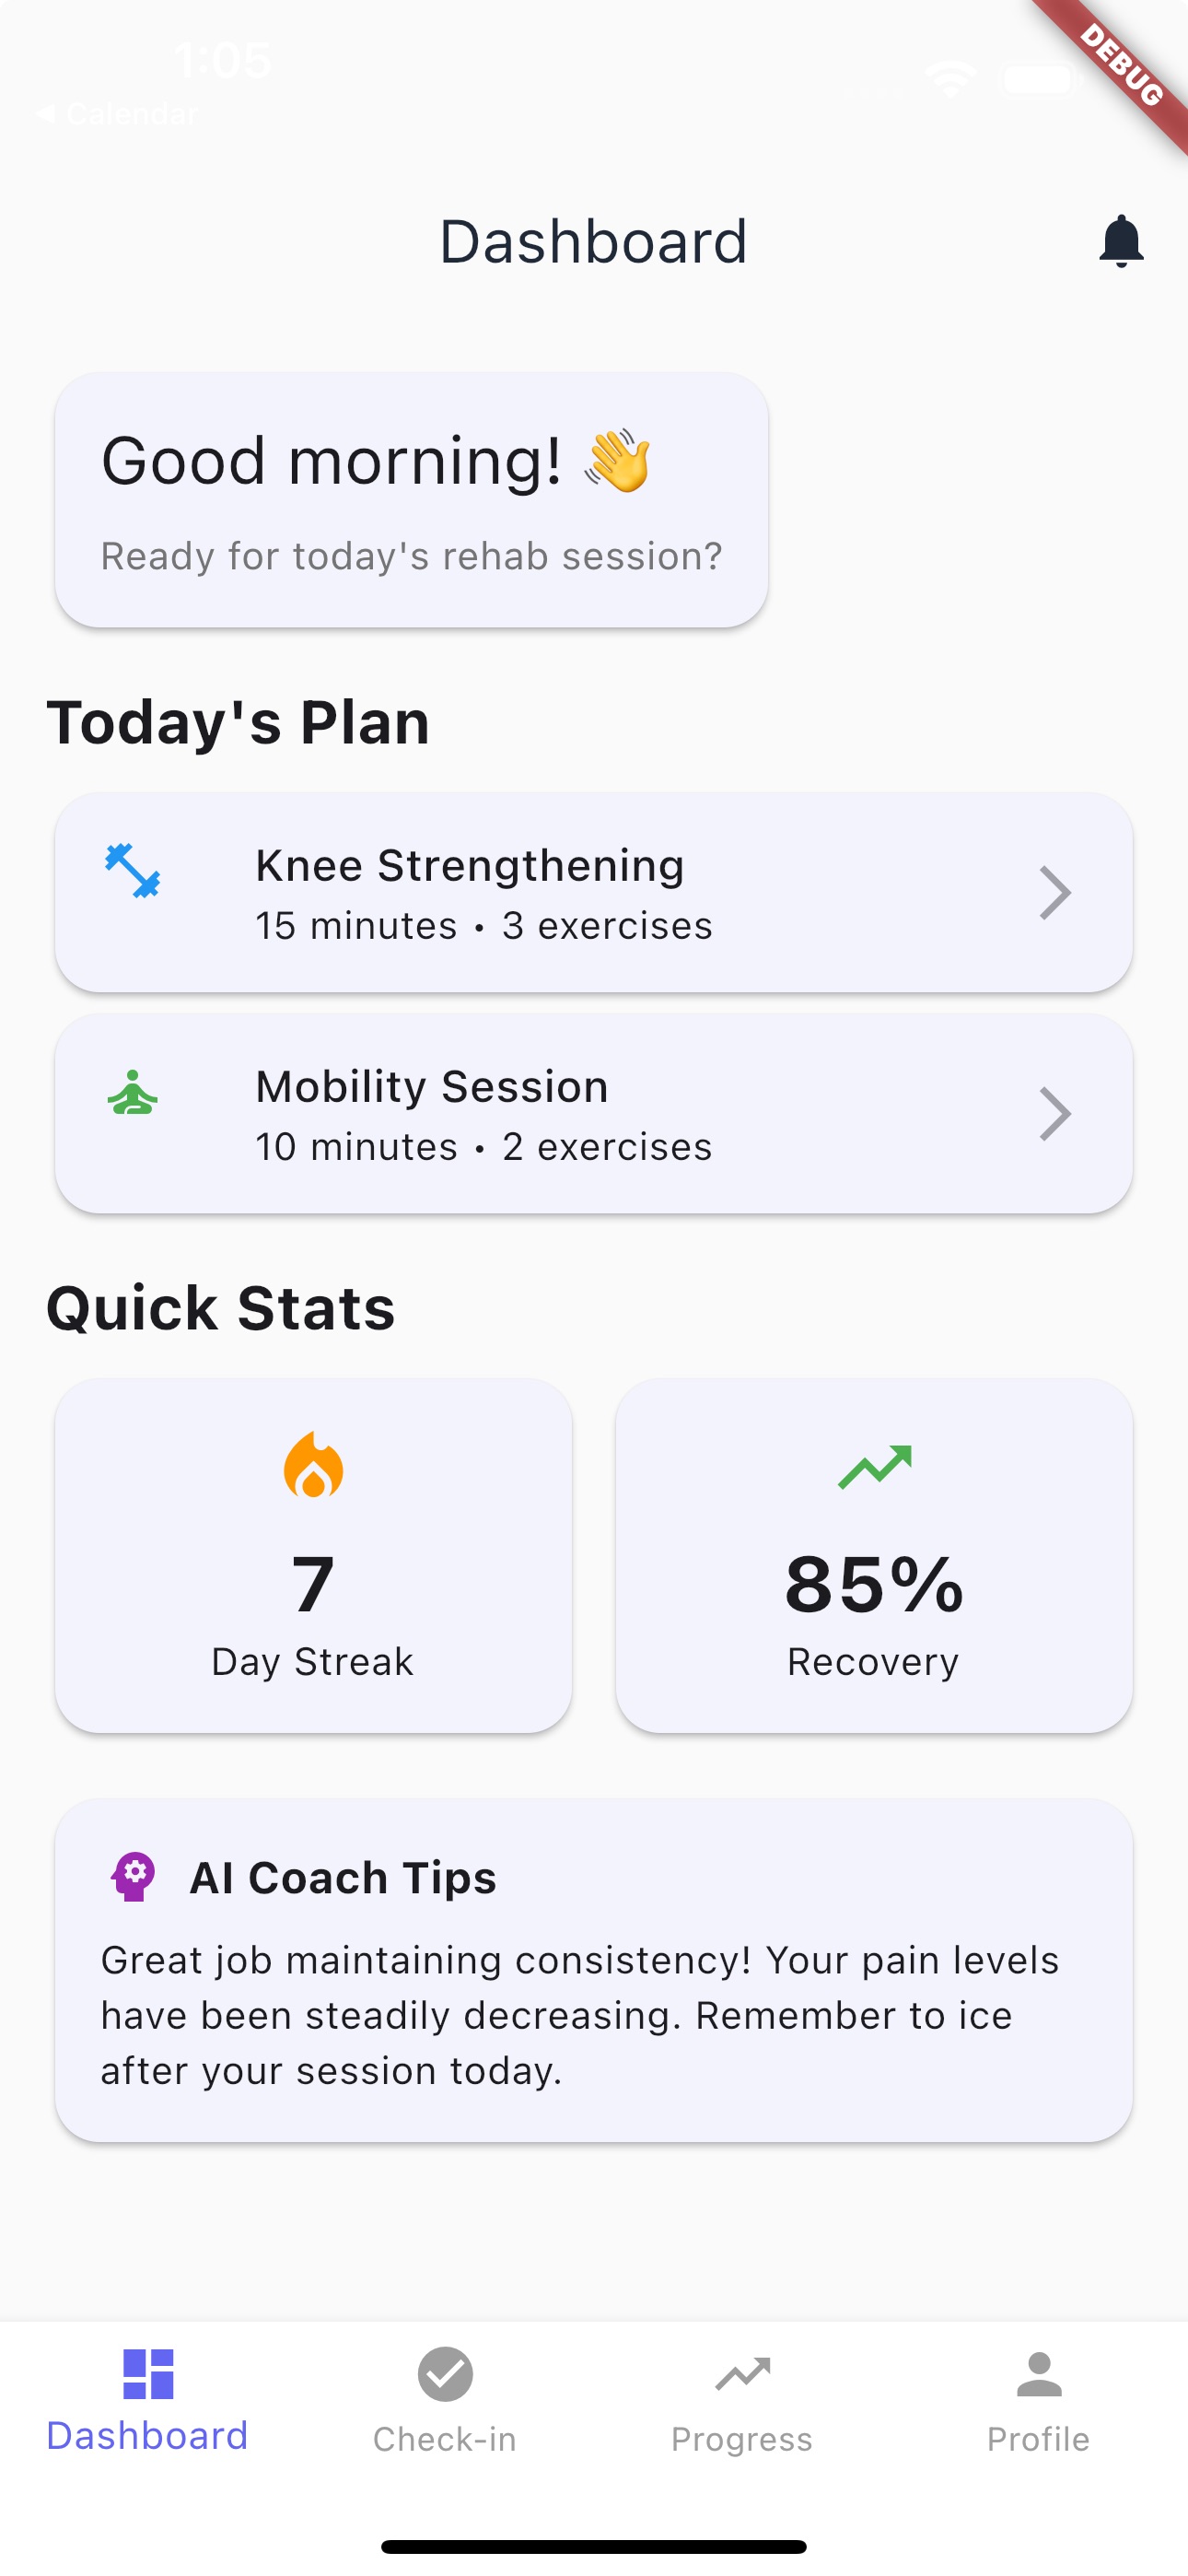 1:05
DEBUG
◀ Calendar
Dashboard
Good morning! 👋
Ready for today's rehab session?
Today's Plan
Knee Strengthening
15 minutes • 3 exercises
Mobility Session
10 minutes • 2 exercises
Quick Stats
7
Day Streak
85%
Recovery
AI Coach Tips
Great job maintaining consistency! Your pain levels
have been steadily decreasing. Remember to ice
after your session today.
Dashboard
Check-in
Progress
Profile